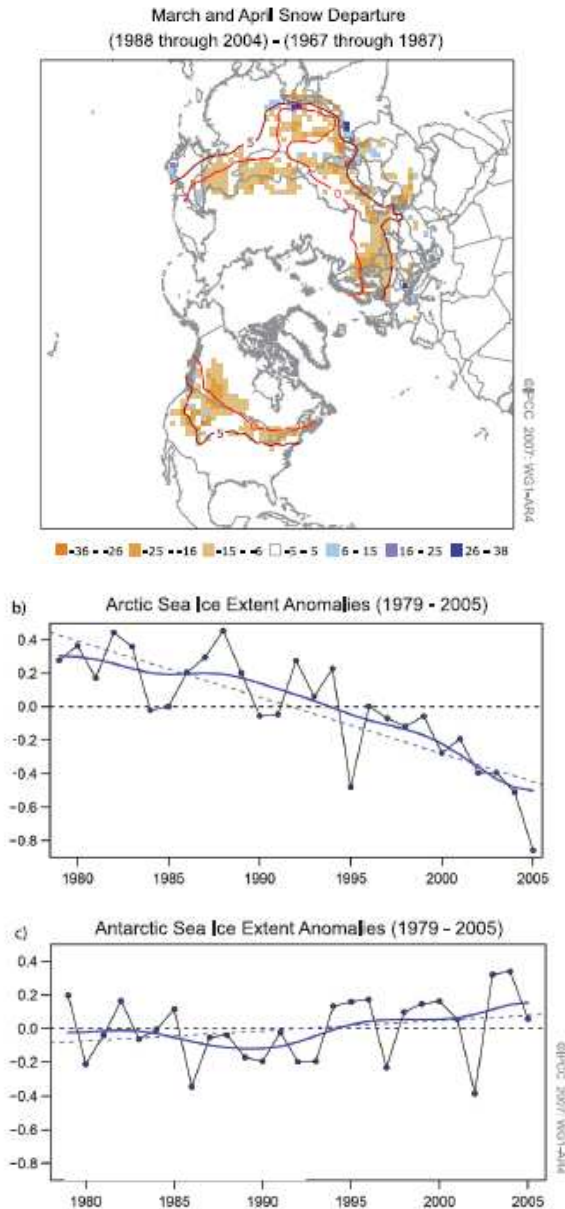 March and April Snow Departure
(1988 through 2004) - (1967 through 1987)
5
0
0
5
©IPCC 2007: WG1-AR4
-36 - -26 -25 - -16 -15 - -6 -5 - 5 6 - 15 16 - 25 26 - 38
b) Arctic Sea Ice Extent Anomalies (1979 - 2005)
0.4
0.2
0.0
-0.2
-0.4
-0.6
-0.8
1980 1985 1990 1995 2000 2005
c) Antarctic Sea Ice Extent Anomalies (1979 - 2005)
0.4
0.2
0.0
-0.2
-0.4
-0.6
-0.8
1980 1985 1990 1995 2000 2005
©IPCC 2007: WG1-AR4